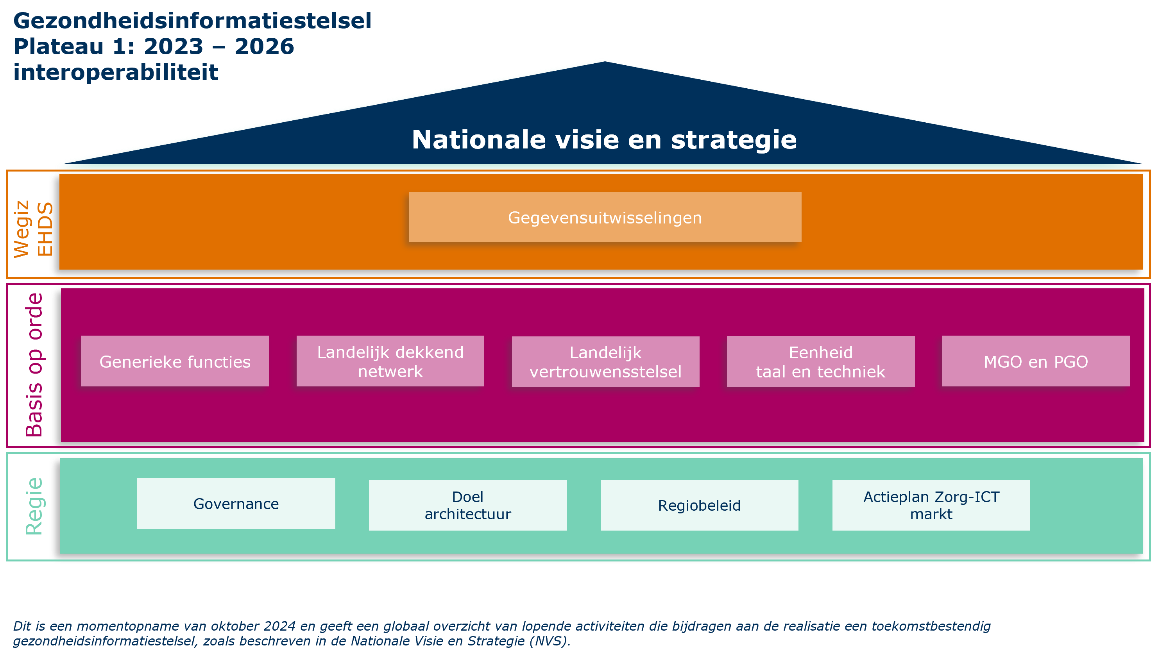 Gezondheidsinformatiestelsel
Plateau 1: 2023 – 2026
interoperabiliteit
Nationale visie en strategie
Wegiz
EHDS
Gegevensuitwisselingen
Basis op orde
Generieke functies
Landelijk dekkend
netwerk
Landelijk
vertrouwensstelsel
Eenheid
taal en techniek
MGO en PGO
Regie
Governance
Doel
architectuur
Regiobeleid
Actieplan Zorg-ICT
markt
Dit is een momentopname van oktober 2024 en geeft een globaal overzicht van lopende activiteiten die bijdragen aan de realisatie een toekomstbestendig
gezondheidsinformatiestelsel, zoals beschreven in de Nationale Visie en Strategie (NVS).